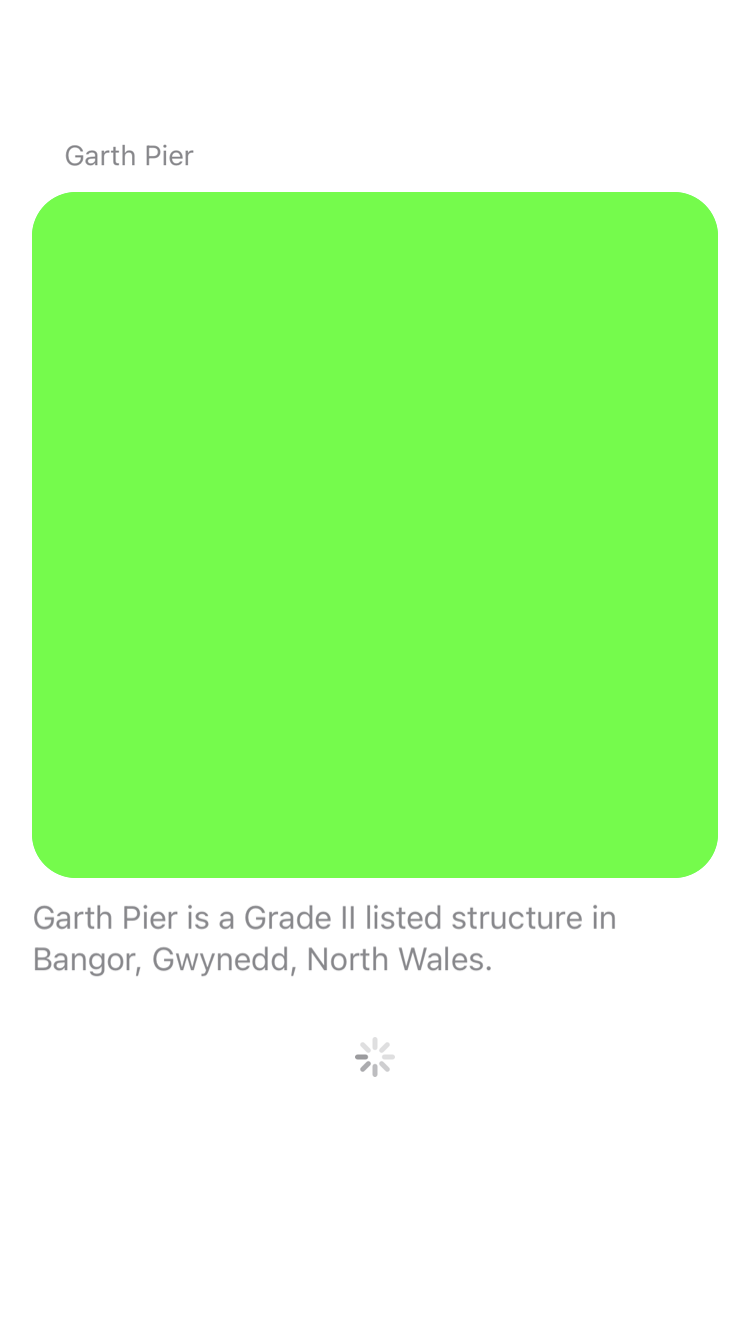 Garth Pier
Garth Pier is a Grade II listed structure in
Bangor, Gwynedd, North Wales.